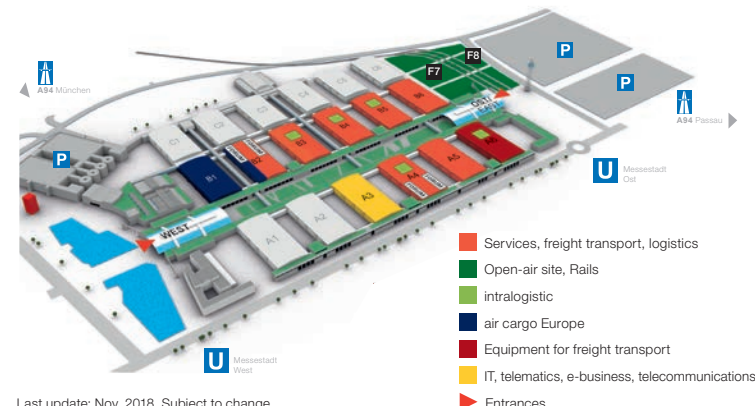 F8
F7
P
P
A94 München
A94 Passau
C6
C5
C4
C3
C2
C1
B6
B5
B4
B3
B2
B1
OST/
EAST
P
U
Messestadt
Ost
A6
A5
A4
A3
A2
A1
WEST
Services, freight transport, logistics
Open-air site, Rails
intralogistic
air cargo Europe
Equipment for freight transport
IT, telematics, e-business, telecommunications
Entrances
U
Messestadt
West
Last update: Nov. 2018. Subject to change